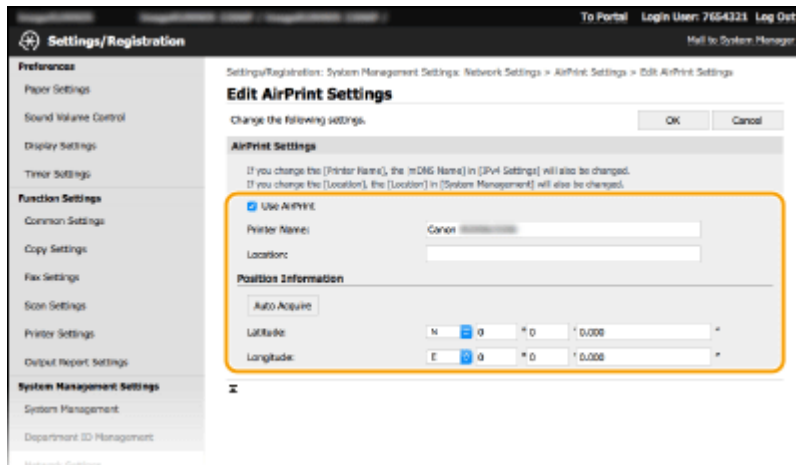 To Portal Login User: 7654321 Log Out
Settings/Registration
Mail to System Manager
Preferences
Paper Settings
Sound Volume Control
Display Settings
Timer Settings
Function Settings
Common Settings
Copy Settings
Fax Settings
Scan Settings
Printer Settings
Output Report Settings
System Management Settings
System Management
Department ID Management
Network Settings
Settings/Registration: System Management Settings: Network Settings > AirPrint Settings > Edit AirPrint Settings
Edit AirPrint Settings
Change the following settings.
OK Cancel
AirPrint Settings
If you change the [Printer Name], the [mDNS Name] in [IPv4 Settings] will also be changed.
If you change the [Location], the [Location] in [System Management] will also be changed.
Use AirPrint
Printer Name: Canon
Location:
Position Information
Auto Acquire
Latitude: N 0 ° 0 ' 0.000 "
Longitude: E 0 ° 0 ' 0.000 "